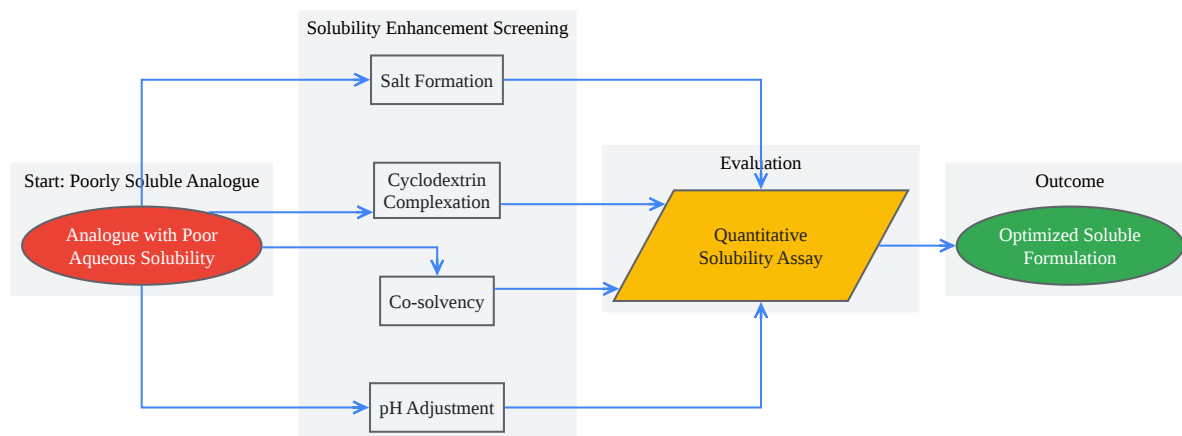 Solubility Enhancement Screening
Salt Formation
Start: Poorly Soluble Analogue
Analogue with Poor
Aqueous Solubility
Cyclodextrin
Complexation
Co-solvency
pH Adjustment
Evaluation
Quantitative
Solubility Assay
Outcome
Optimized Soluble
Formulation